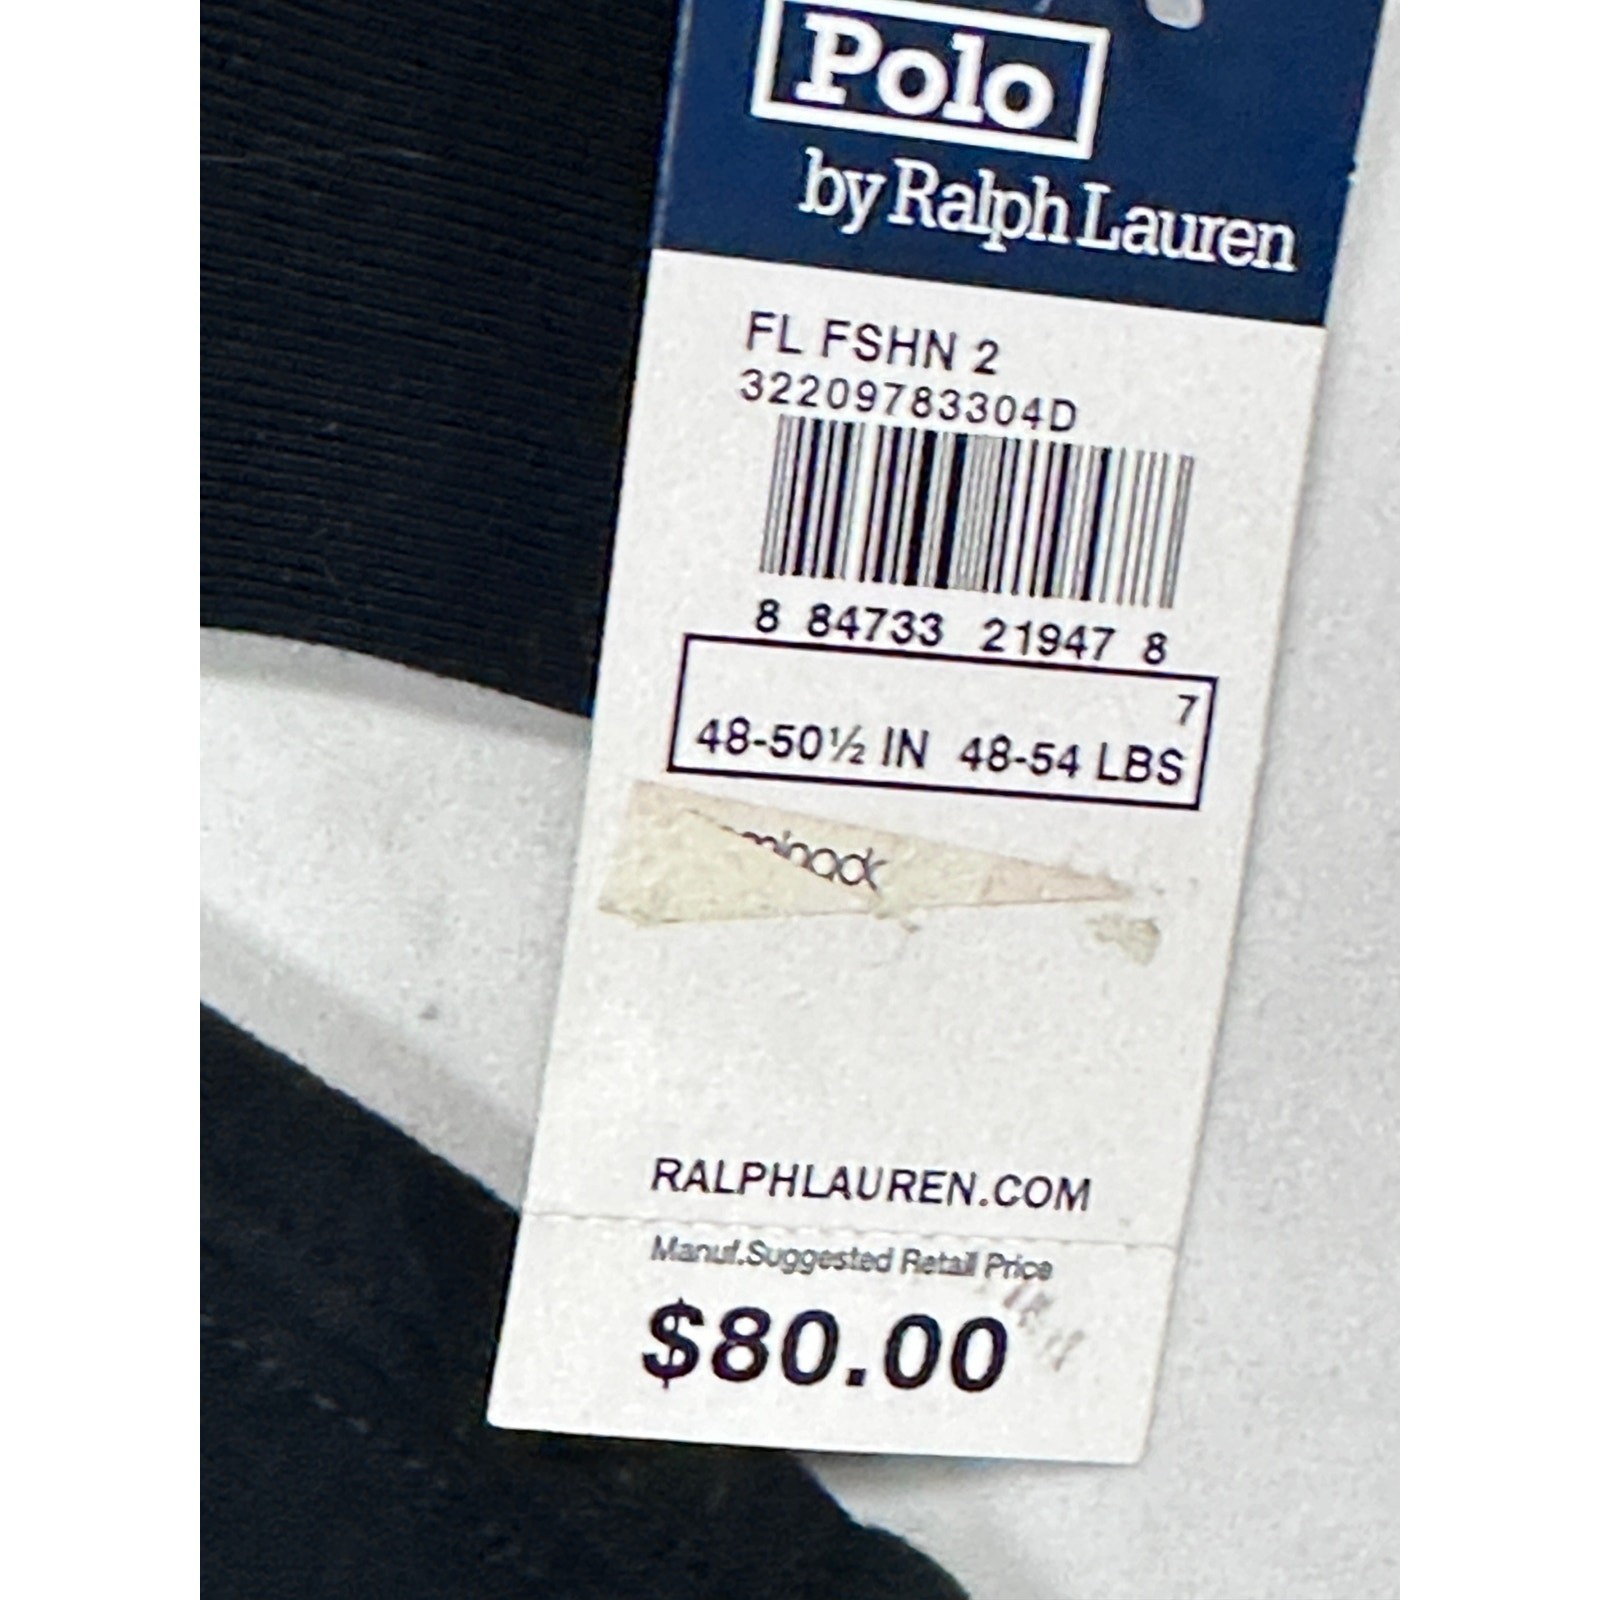 Polo
by Ralph Lauren
FL FSHN 2
32209783304D
8 84733 21947 8
7
48-50½ IN 48-54 LBS
RALPHLAUREN.COM
Manuf.Suggested Retail Price
$80.00